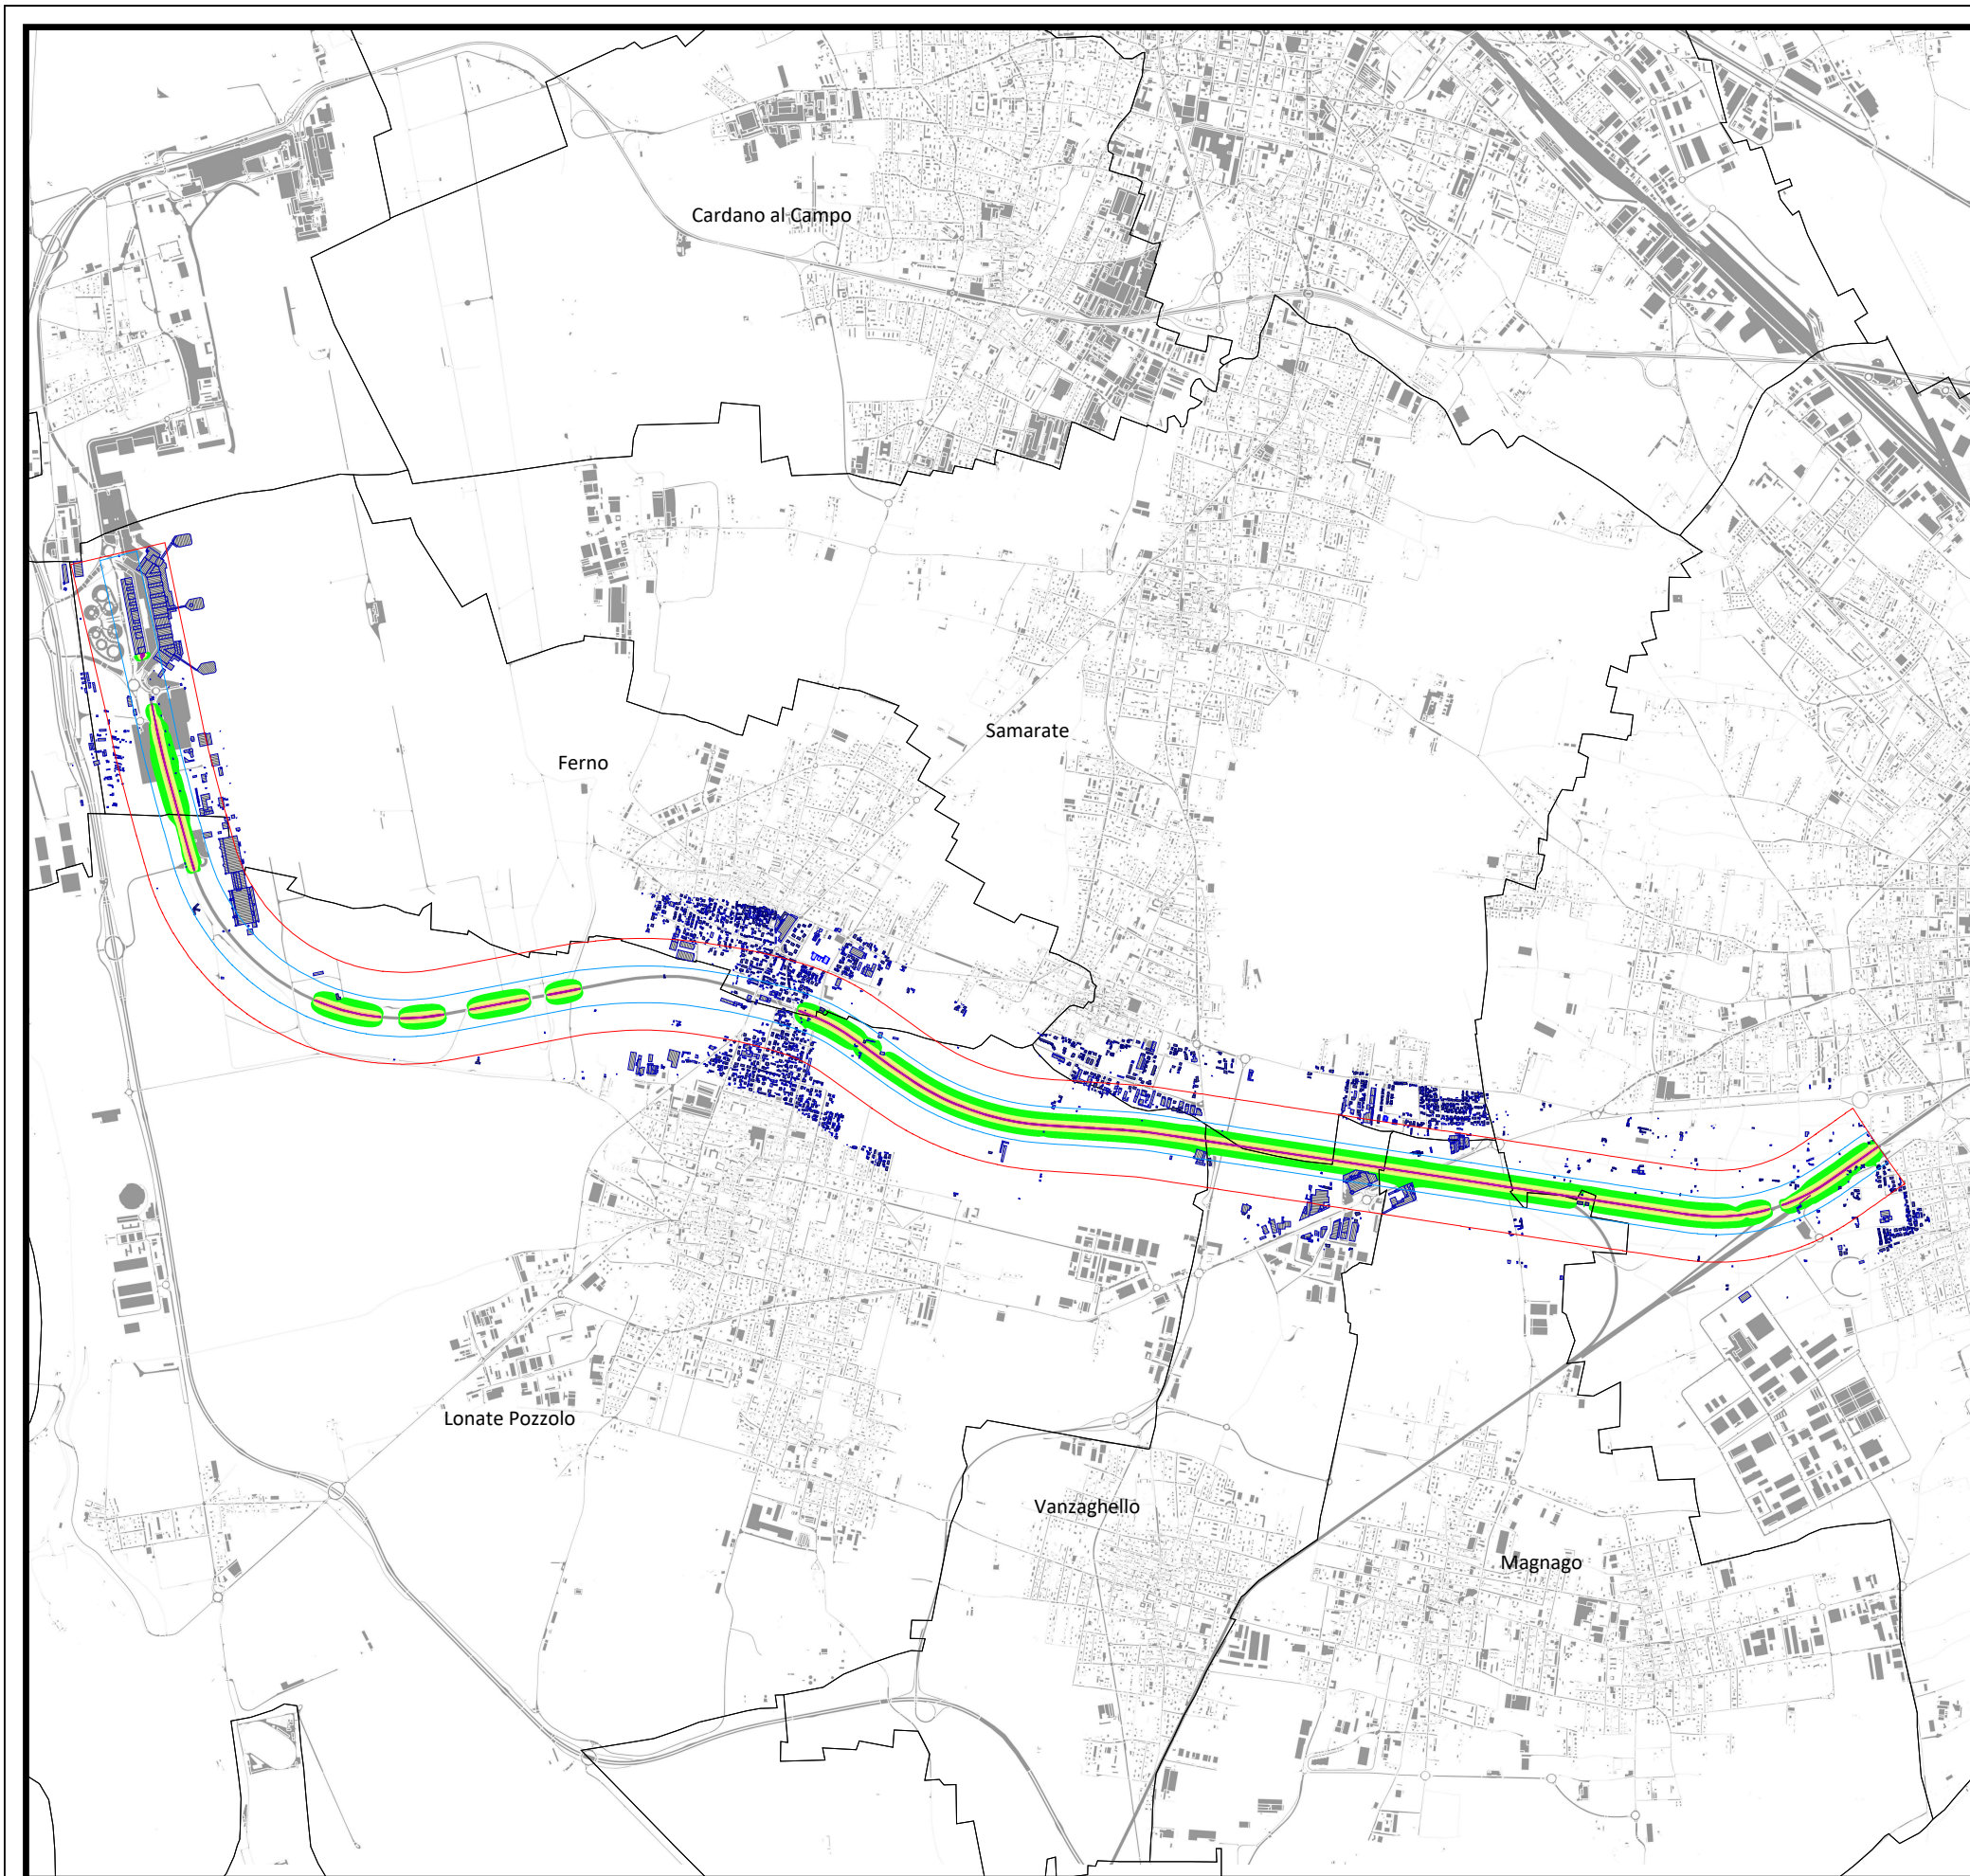 Cardano al Campo
Samarate
Ferno
Lonate Pozzolo
Vanzaghello
Magnago